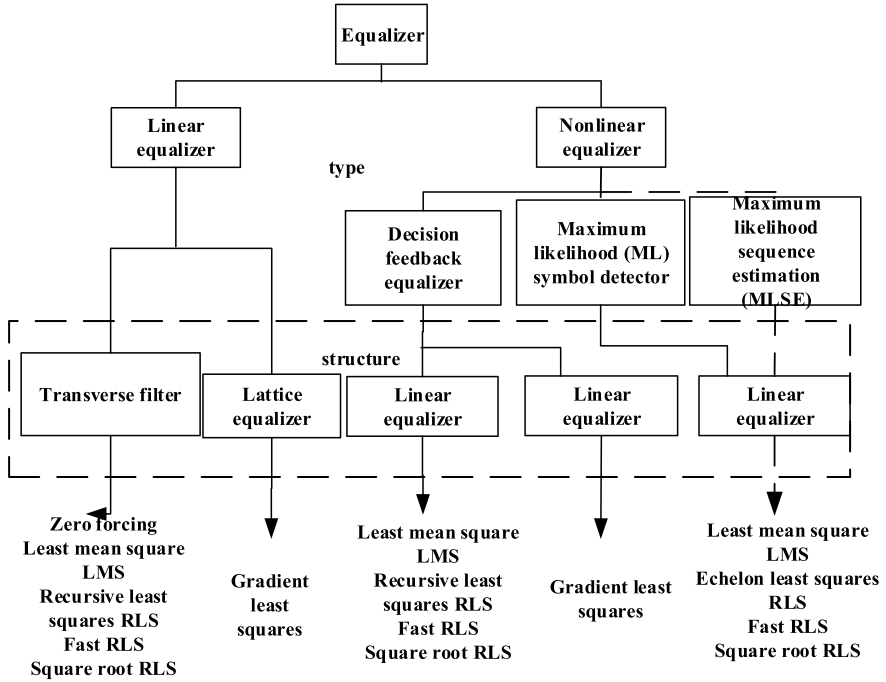 Equalizer
Linear
equalizer
Nonlinear
equalizer
type
Decision
feedback
equalizer
Maximum
likelihood (ML)
symbol detector
Maximum
likelihood
sequence
estimation
(MLSE)
structure
Transverse filter
Lattice
equalizer
Linear
equalizer
Linear
equalizer
Linear
equalizer
Zero forcing
Least mean square
LMS
Recursive least
squares RLS
Fast RLS
Square root RLS
Gradient
least
squares
Least mean square
LMS
Recursive least
squares RLS
Fast RLS
Square root RLS
Gradient least
squares
Least mean square
LMS
Echelon least squares
RLS
Fast RLS
Square root RLS